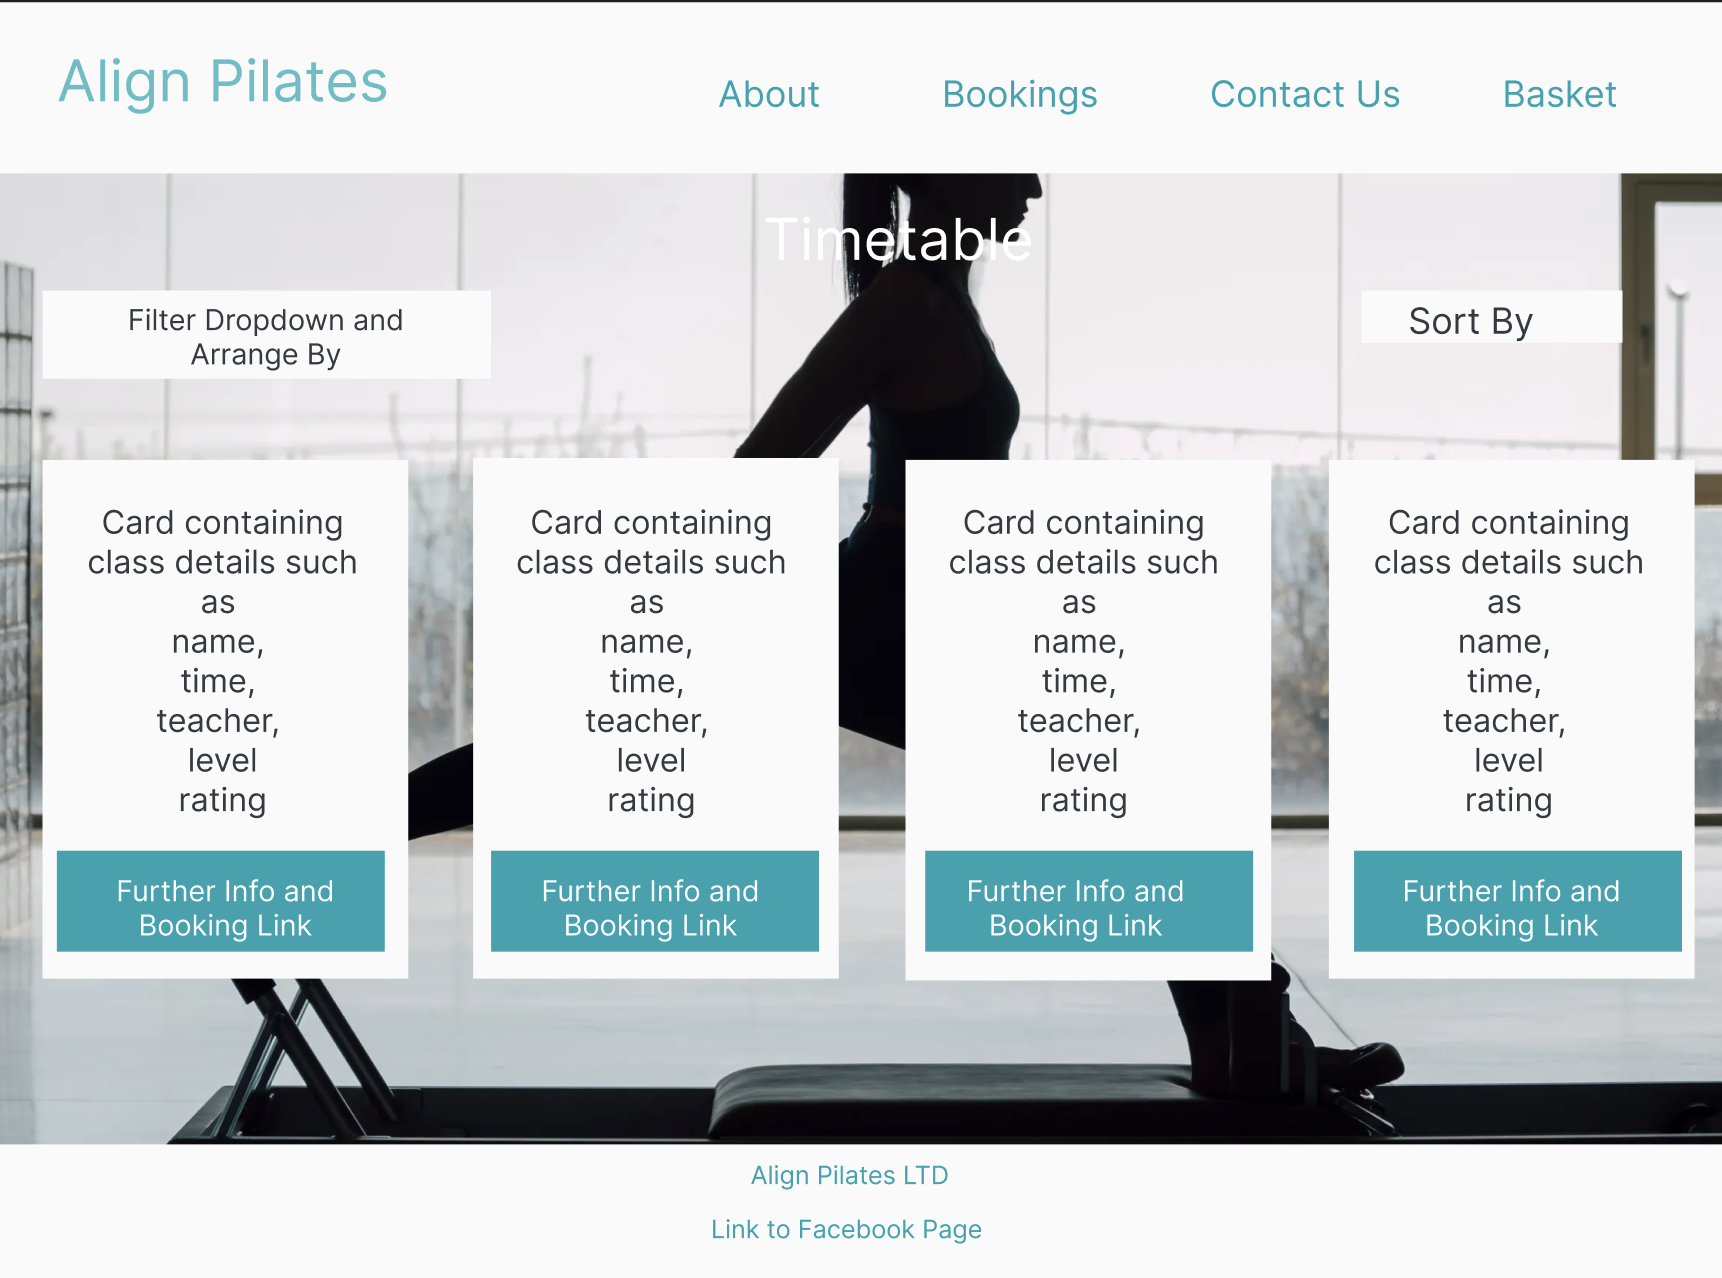 Align Pilates
About
Bookings
Contact Us
Basket
Timetable
Filter Dropdown and
Arrange By
Sort By
Card containing
class details such
as
name,
time,
teacher,
level
rating
Further Info and
Booking Link
Card containing
class details such
as
name,
time,
teacher,
level
rating
Further Info and
Booking Link
Card containing
class details such
as
name,
time,
teacher,
level
rating
Further Info and
Booking Link
Card containing
class details such
as
name,
time,
teacher,
level
rating
Further Info and
Booking Link
Align Pilates LTD
Link to Facebook Page